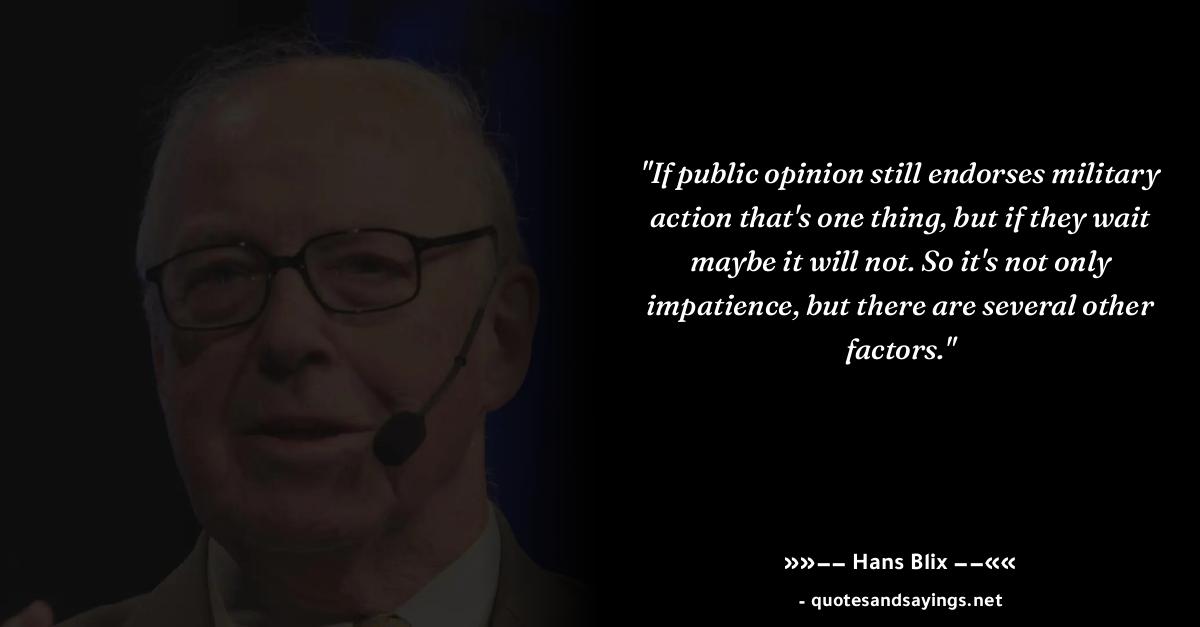 "If public opinion still endorses military
action that's one thing, but if they wait
maybe it will not. So it's not only
impatience, but there are several other
factors."
»»−− Hans Blix −−««
- quotesandsayings.net